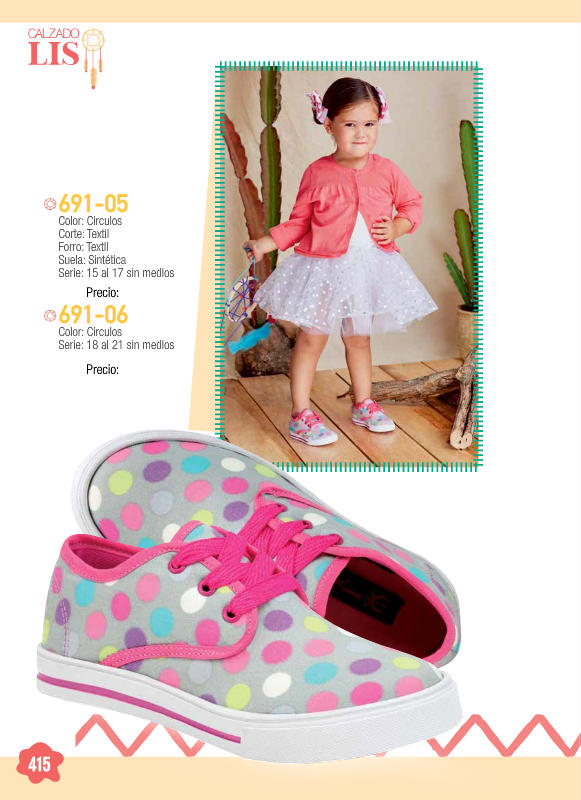 CALZADO
LIS
691-05
Color: Circulos
Corte: Textil
Forro: Textil
Suela: Sintética
Serie: 15 al 17 sin medios
Precio:
691-06
Color: Circulos
Serie: 18 al 21 sin medios
Precio:
415